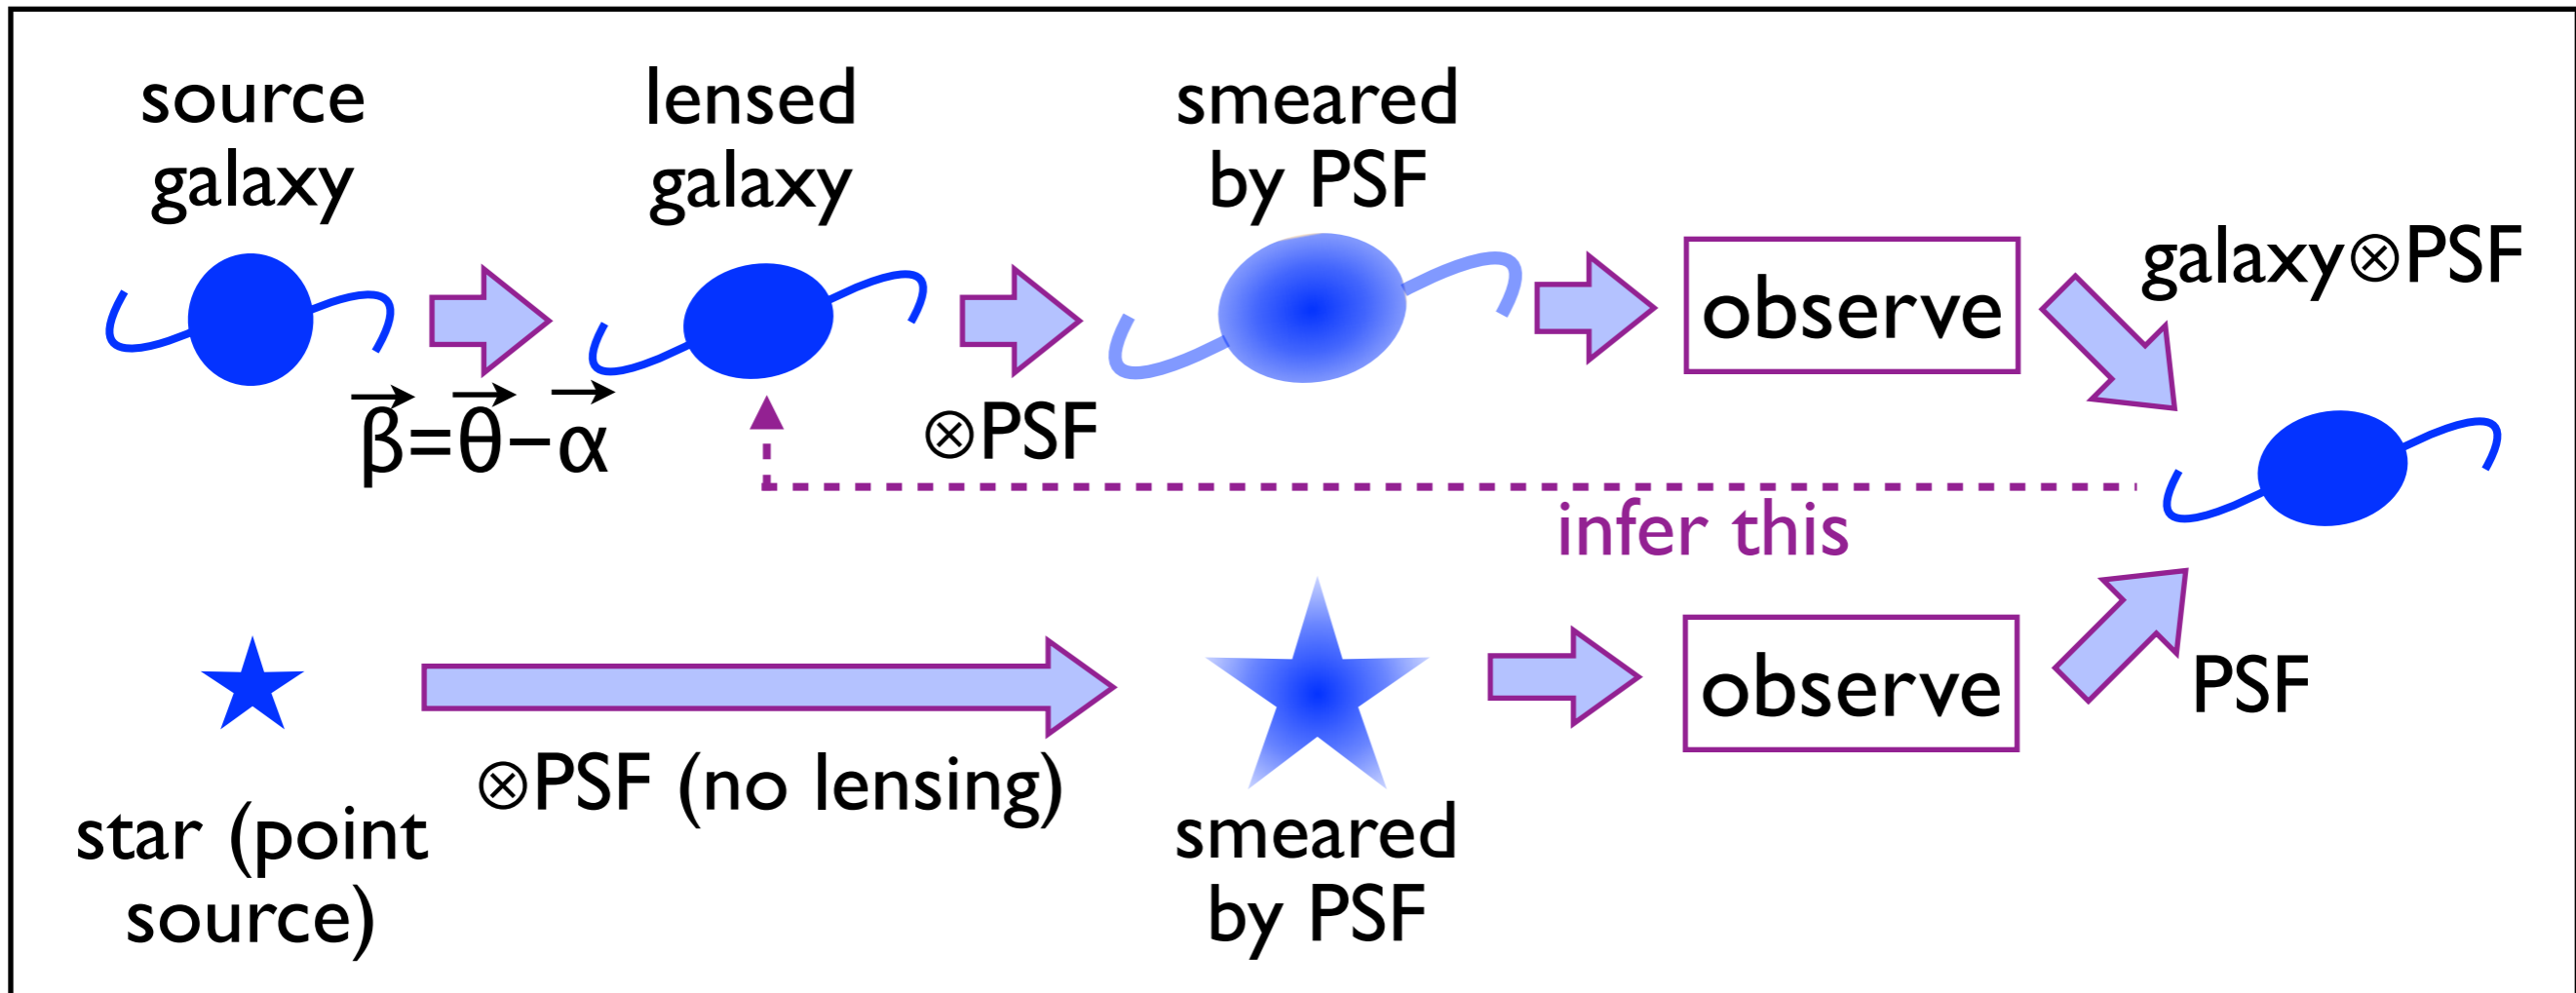 source
galaxy
lensed
galaxy
smeared
by PSF
observe
galaxy⊗PSF
β⃗=θ⃗−α⃗
⊗PSF
infer this
star (point
source)
⊗PSF (no lensing)
smeared
by PSF
observe
PSF